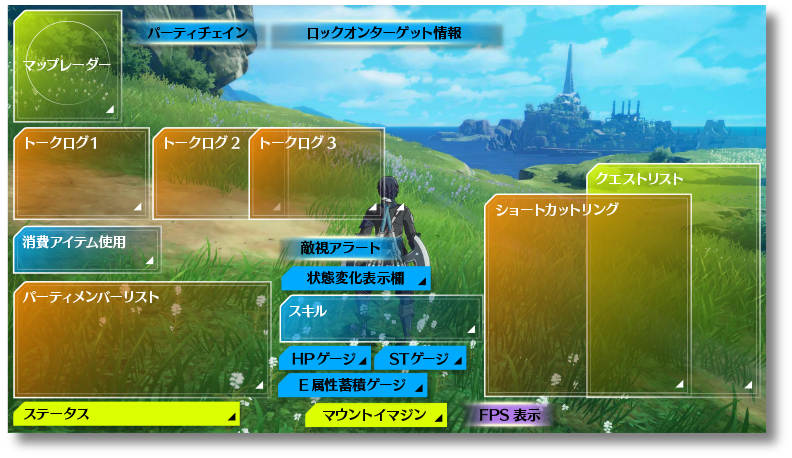 パーティチェイン
ロックオンターゲット情報
マップレーダー
トークログ1
トークログ2
トークログ3
クエストリスト
ショートカットリング
消費アイテム使用
敵視アラート
状態変化表示欄
パーティメンバーリスト
スキル
HPゲージ
STゲージ
E属性蓄積ゲージ
ステータス
マウントイマジン
FPS表示